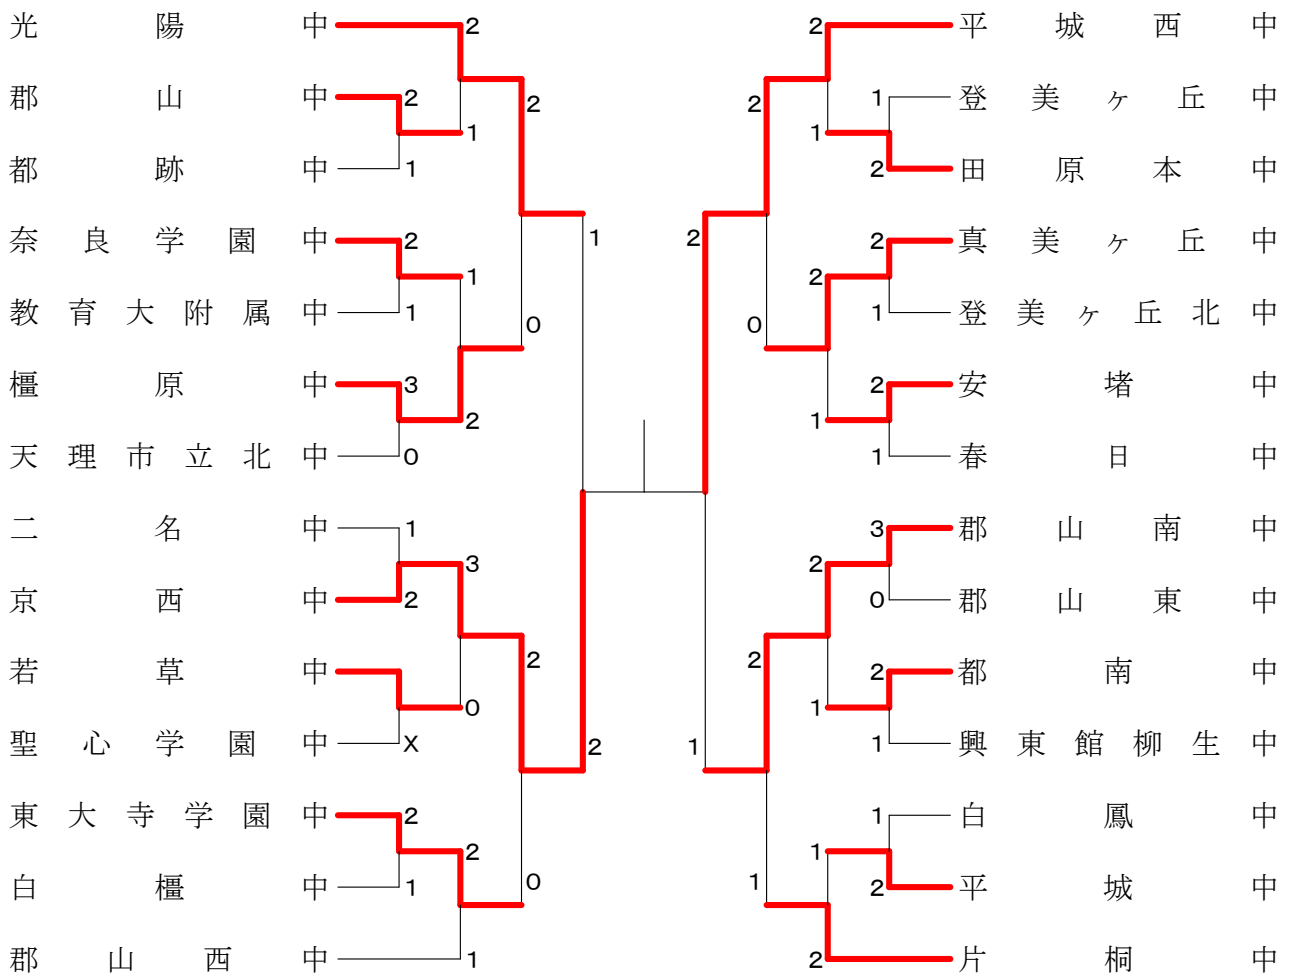 光陽中 2 2 平城西中
郡山中 2 2 2 1 登美ヶ丘中
1 1
都跡中 1 2 田原本中
奈良学園中 2 1 2 2 真美ヶ丘中
1 2
教育大附属中 1 0 0 1 登美ヶ丘北中
橿原中 3 2 安堵中
2 1
天理市立北中 0 1 春日中
二名中 1 3 郡山南中
3 2
京西中 2 0 郡山東中
若草中 2 2 2 都南中
0 1
聖心学園中 X 2 1 1 興東館柳生中
東大寺学園中 2 1 白鳳中
2 1
白橿中 1 0 1 2 平城中
郡山西中 1 2 片桐中